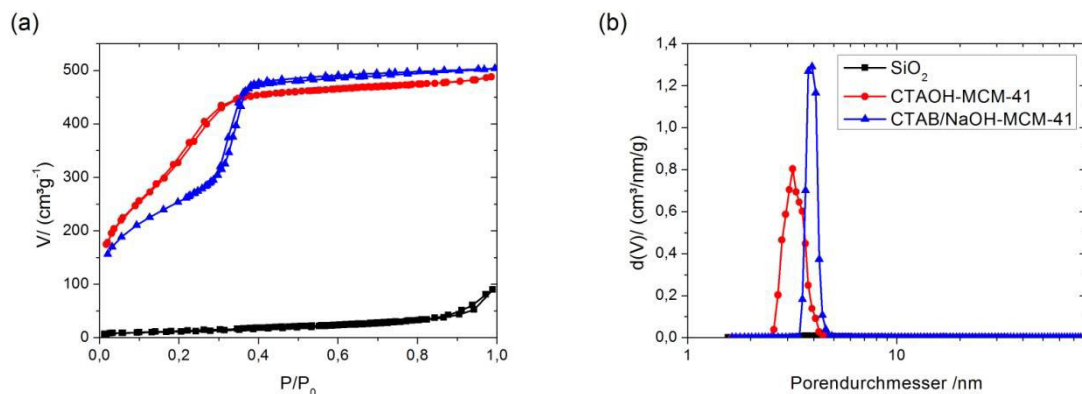 (a)
500
400
300
200
100
0
V/ (cm³g⁻¹)
0,0 0,2 0,4 0,6 0,8 1,0
P/P₀
(b)
1,4
1,2
1,0
0,8
0,6
0,4
0,2
0,0
d(V)/ (cm³/nm/g)
SiO₂
CTAOH-MCM-41
CTAB/NaOH-MCM-41
1 10
Porendurchmesser /nm